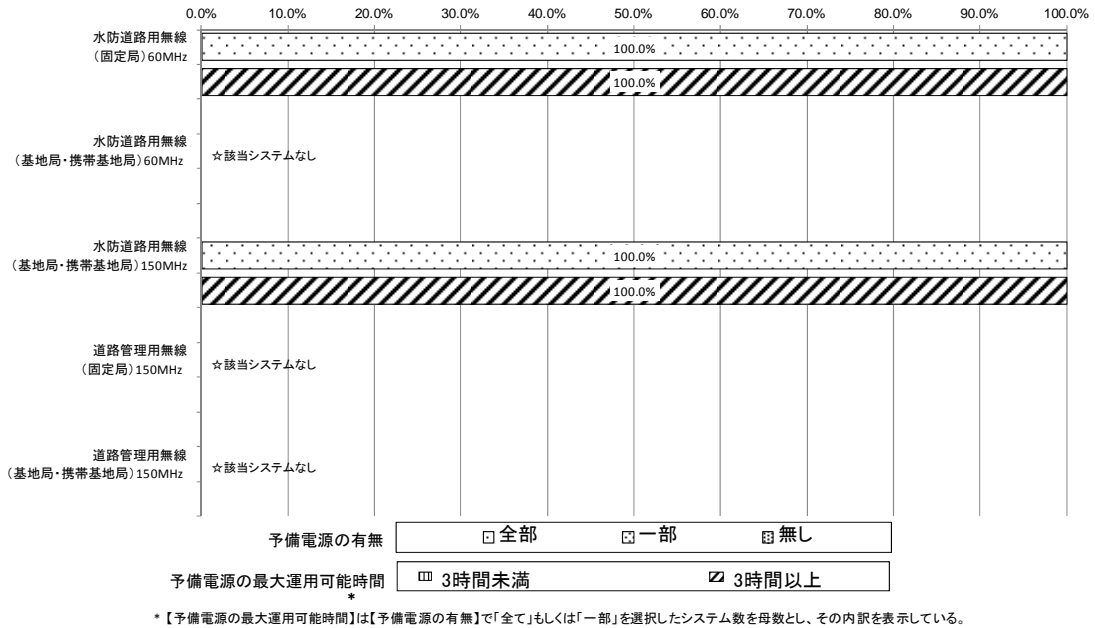 0.0% 10.0% 20.0% 30.0% 40.0% 50.0% 60.0% 70.0% 80.0% 90.0% 100.0%
水防道路用無線
(固定局)60MHz
100.0%
100.0%
水防道路用無線
(基地局・携帯基地局)60MHz
☆該当システムなし
水防道路用無線
(基地局・携帯基地局)150MHz
100.0%
100.0%
道路管理用無線
(固定局)150MHz
☆該当システムなし
道路管理用無線
(基地局・携帯基地局)150MHz
☆該当システムなし
予備電源の有無 全部 一部 無し
予備電源の最大運用可能時間 3時間未満 3時間以上
*
*【予備電源の最大運用可能時間】は【予備電源の有無】で「全て」もしくは「一部」を選択したシステム数を母数とし、その内訳を表示している。